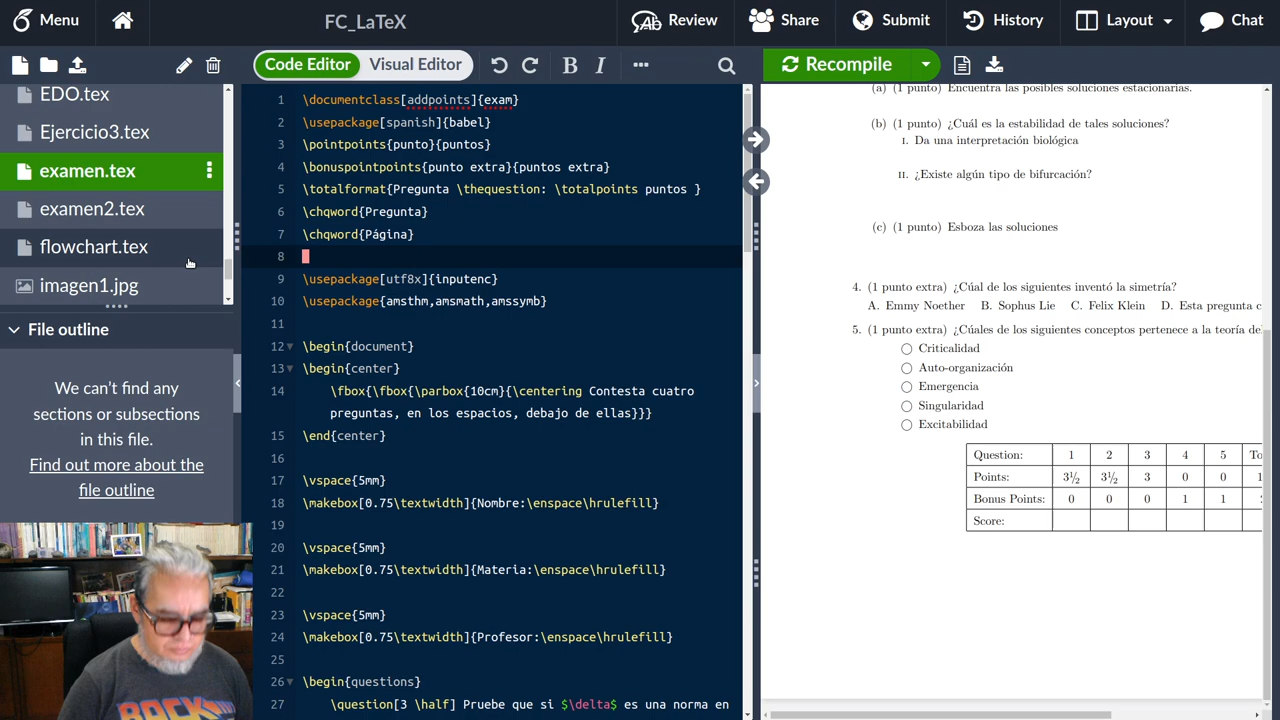 Menu
FC_LaTeX
Review
Share
Submit
History
Layout
Chat
Code Editor
Visual Editor
Recompile
EDO.tex
Ejercicio3.tex
examen.tex
examen2.tex
flowchart.tex
imagen1.jpg
File outline
We can't find any
sections or subsections
in this file.
Find out more about the
file outline
1 \documentclass[addpoints]{exam}
2 \usepackage[spanish]{babel}
3 \pointpoints{punto}{puntos}
4 \bonuspointpoints{punto extra}{puntos extra}
5 \totalformat{Pregunta \thequestion: \totalpoints puntos }
6 \chqword{Pregunta}
7 \chqword{Página}
8
9 \usepackage[utf8x]{inputenc}
10 \usepackage{amsthm,amsmath,amssymb}
11
12 \begin{document}
13 \begin{center}
14 \fbox{\fbox{\parbox{10cm}{\centering Contesta cuatro
preguntas, en los espacios, debajo de ellas}}}
15 \end{center}
16
17 \vspace{5mm}
18 \makebox[0.75\textwidth]{Nombre:\enspace\hrulefill}
19
20 \vspace{5mm}
21 \makebox[0.75\textwidth]{Materia:\enspace\hrulefill}
22
23 \vspace{5mm}
24 \makebox[0.75\textwidth]{Profesor:\enspace\hrulefill}
25
26 \begin{questions}
27 \question[3 \half] Pruebe que si $\delta$ es una norma en
(a) (1 punto) Encuentra las posibles soluciones estacionarias.
(b) (1 punto) ¿Cuál es la estabilidad de tales soluciones?
I. Da una interpretación biológica
II. ¿Existe algún tipo de bifurcación?
(c) (1 punto) Esboza las soluciones
4. (1 punto extra) ¿Cúal de los siguientes inventó la simetría?
A. Emmy Noether B. Sophus Lie C. Felix Klein D. Esta pregunta c
5. (1 punto extra) ¿Cúales de los siguientes conceptos pertenece a la teoría de
Criticalidad
Auto-organización
Emergencia
Singularidad
Excitabilidad
Question: 1 2 3 4 5 To
Points: 3½ 3½ 3 0 0 1
Bonus Points: 0 0 0 1 1 2
Score: